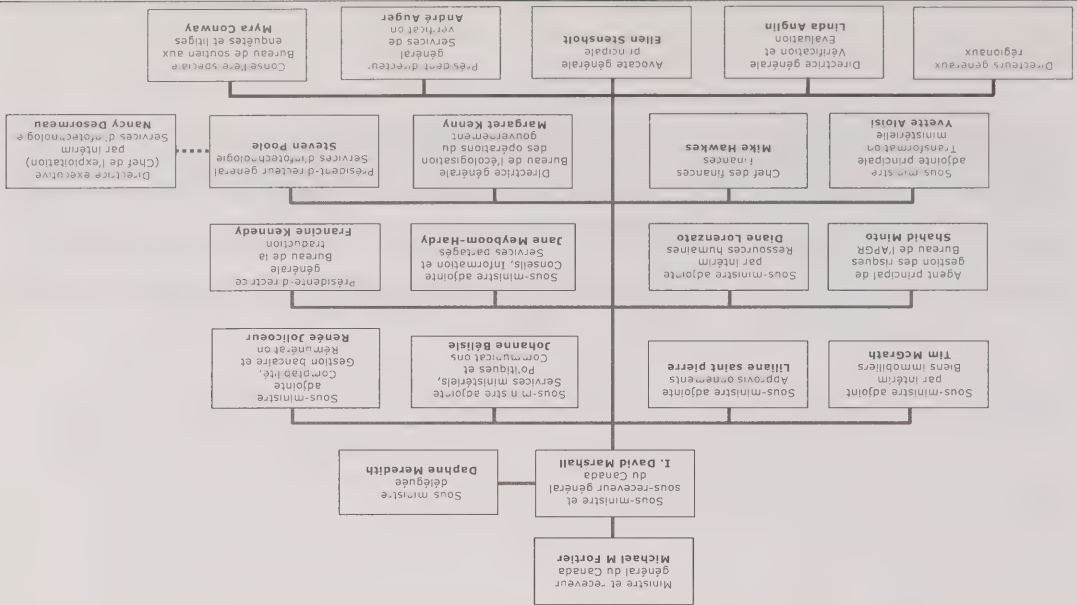 Ministre et receveur
général du Canada
Michael M Fortier
Sous-ministre et
sous-receveur général
du Canada
I. David Marshall
Sous ministre
déléguée
Daphne Meredith
Sous-ministre adjoint
par intérim
Biens immobiliers
Tim McGrath
Sous-ministre adjointe
Approvisionnements
Liliane saint pierre
Sous-ministre adjointe
Services ministériels,
Politiques et
Communications
Johanne Bélisle
Sous-ministre
adjointe
Comptabilité,
Gestion bancaire et
Rémunération
Renée Jolicoeur
Agent principal de
gestion des risques
Bureau de l'APGR
Shahid Minto
Sous-ministre adjointe
par intérim
Ressources humaines
Diane Lorenzato
Sous-ministre adjointe
Conseils, Information et
Services partagés
Jane Meyboom-Hardy
Présidente-directrice
générale
Bureau de la
traduction
Francine Kennedy
Sous ministre
adjointe principale
Transformation
ministérielle
Yvette Aloisi
Chef des finances
Finances
Mike Hawkes
Directrice générale
Bureau de l'écologisation
des opérations du
gouvernement
Margaret Kenny
Président-directeur général
Services d'infotechnologie
Steven Poole
Directrice exécutive
(Chef de l'exploitation)
par intérim
Services d'infotechnologie
Nancy Desormeau
Directeurs généraux
régionaux
Directrice générale
Vérification et
Évaluation
Linda Anglin
Avocate générale
principale
Ellen Stensholt
Président-directeur
général
Services de
vérification
André Auger
Conseillère spéciale
Bureau de soutien aux
enquêtes et litiges
Myra Conway